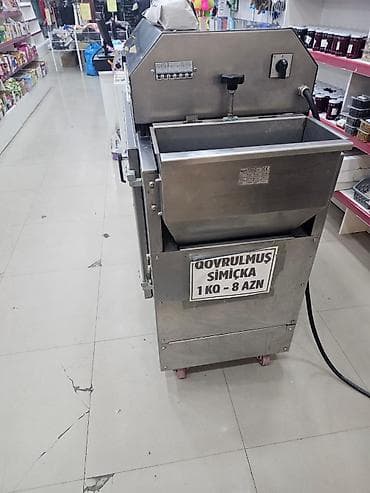 QOVRULMUŞ
SİMİÇKA
1 KQ - 8 AZN